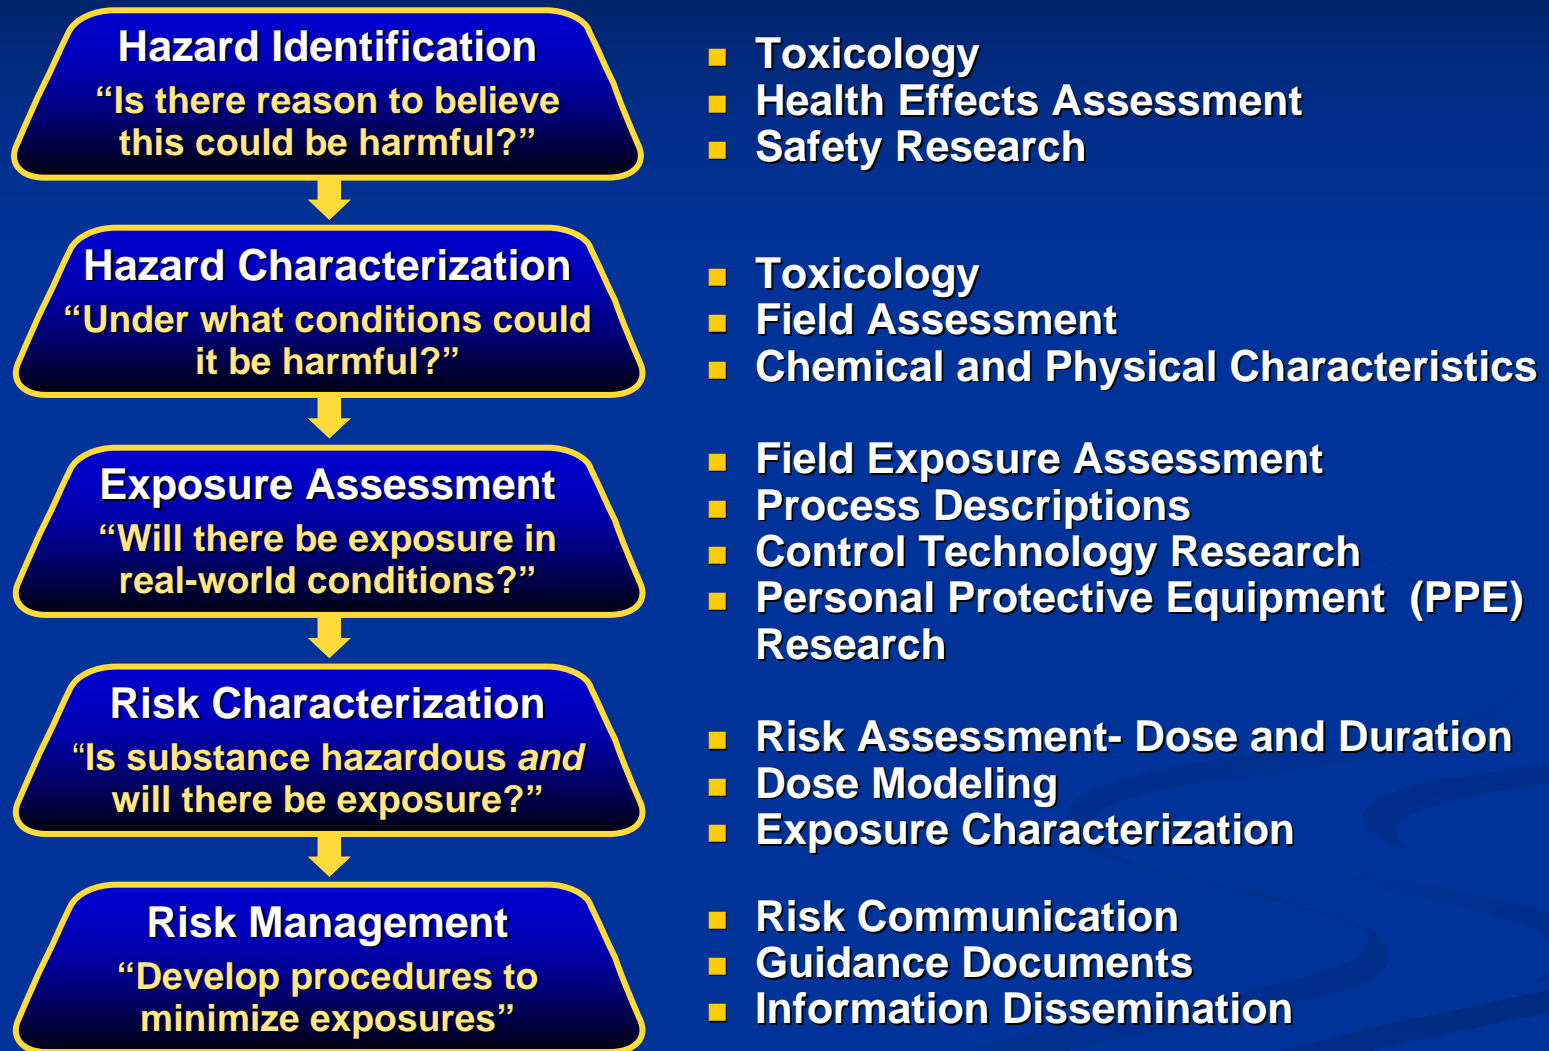 Hazard Identification
“Is there reason to believe
this could be harmful?”
Toxicology
Health Effects Assessment
Safety Research
Hazard Characterization
“Under what conditions could
it be harmful?”
Toxicology
Field Assessment
Chemical and Physical Characteristics
Exposure Assessment
“Will there be exposure in
real-world conditions?”
Field Exposure Assessment
Process Descriptions
Control Technology Research
Personal Protective Equipment (PPE)
Research
Risk Characterization
“Is substance hazardous and
will there be exposure?”
Risk Assessment- Dose and Duration
Dose Modeling
Exposure Characterization
Risk Management
“Develop procedures to
minimize exposures”
Risk Communication
Guidance Documents
Information Dissemination